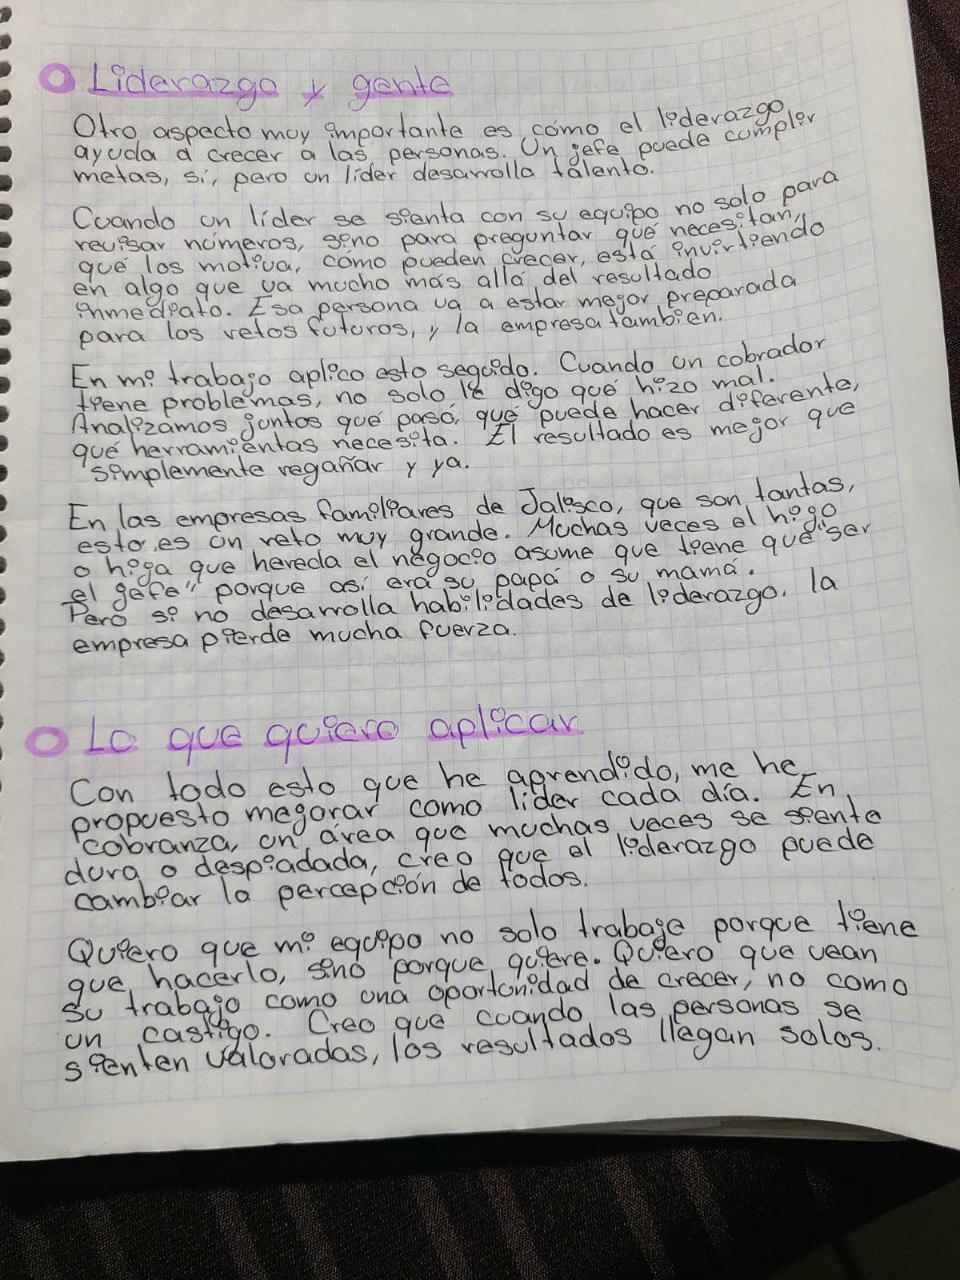 Liderazgo y gente
Otro aspecto muy importante es cómo el liderazgo
ayuda a crecer a las personas. Un jefe puede complir
metas, sí, pero un líder desarrolla talento.
Cuando un líder se sienta con su equipo no solo para
revisar números, sino para preguntar qué necesitan,
qué los motiva, cómo pueden crecer, está invirtiendo
en algo que va mucho más allá del resultado
inmediato. Esa persona va a estar mejor preparada
para los retos futuros, y la empresa tambien.
En mi trabajo aplico esto seguido. Cuando un cobrador
tiene problemas, no solo le digo qué hizo mal.
Analizamos juntos qué pasó, qué puede hacer diferente,
qué herramientas necesita. El resultado es mejor que
simplemente regañar y ya.
En las empresas familiares de Jalisco, que son tantas,
esto es un reto muy grande. Muchas veces el hijo
o hija que hereda el negocio asume que tiene que "ser
el jefe" porque así era su papá o su mamá.
Pero si no desarrolla habilidades de liderazgo, la
empresa pierde mucha fuerza.
Lo que quiero aplicar
Con todo esto que he aprendido, me he
propuesto mejorar como líder cada día. En
cobranza, un área que muchas veces se siente
dura o despiadada, creo que el liderazgo puede
cambiar la percepción de todos.
Quiero que mi equipo no solo trabaje porque tiene
que hacerlo, sino porque quiere. Quiero que vean
su trabajo como una oportunidad de crecer, no como
un castigo. Creo que cuando las personas se
sienten valoradas, los resultados llegan solos.